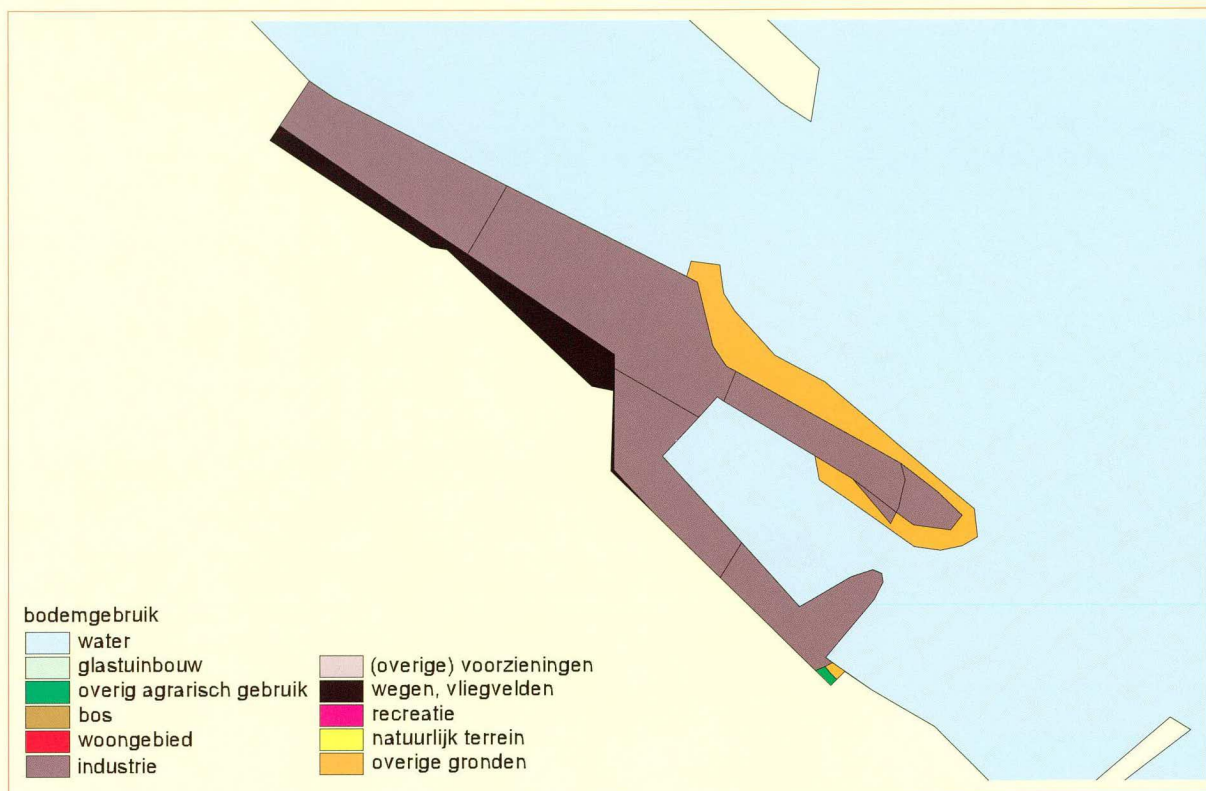 bodemgebruik
water
glastuinbouw
overig agrarisch gebruik
bos
woongebied
industrie
(overige) voorzieningen
wegen, vliegvelden
recreatie
natuurlijk terrein
overige gronden